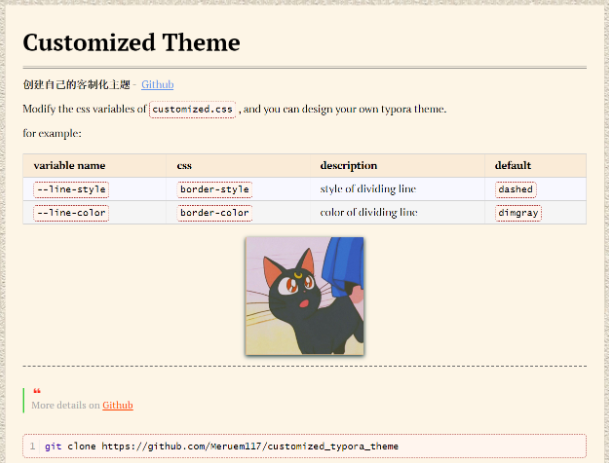 Customized Theme
创建自己的客制化主题 - Github
Modify the css variables of customized.css , and you can design your own typora theme.
for example:
variable name css description default
--line-style border-style style of dividing line dashed
--line-color border-color color of dividing line dimgray
❝
More details on Github
1 git clone https://github.com/Meruem117/customized_typora_theme